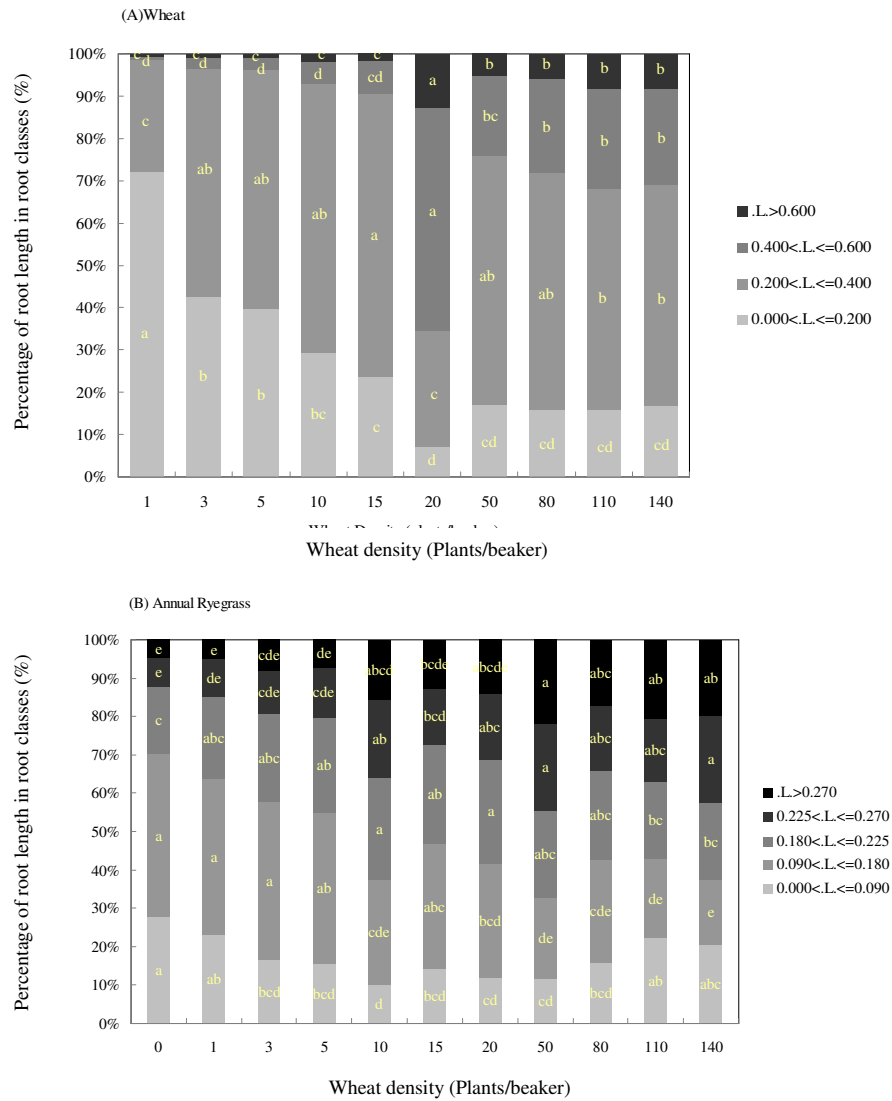 (A)Wheat
Percentage of root length in root classes (%)
100%
90%
80%
70%
60%
50%
40%
30%
20%
10%
0%
c c c c c a b b b b
d d d d cd a bc b b b
c ab ab ab a c ab ab b b
a b b bc c d cd cd cd cd
1 3 5 10 15 20 50 80 110 140
Wheat density (Plants/beaker)
.L.>0.600
0.400<.L.<=0.600
0.200<.L.<=0.400
0.000<.L.<=0.200
(B) Annual Ryegrass
Percentage of root length in root classes (%)
100%
90%
80%
70%
60%
50%
40%
30%
20%
10%
0%
e e cde de abcd bcde abcde a abc ab ab
e de cde cde ab bcd abc a abc abc a
c abc abc ab a ab a abc abc bc bc
a a a ab cde abc bcd de cde de e
a ab bcd bcd d bcd cd cd bcd ab abc
0 1 3 5 10 15 20 50 80 110 140
Wheat density (Plants/beaker)
.L.>0.270
0.225<.L.<=0.270
0.180<.L.<=0.225
0.090<.L.<=0.180
0.000<.L.<=0.090